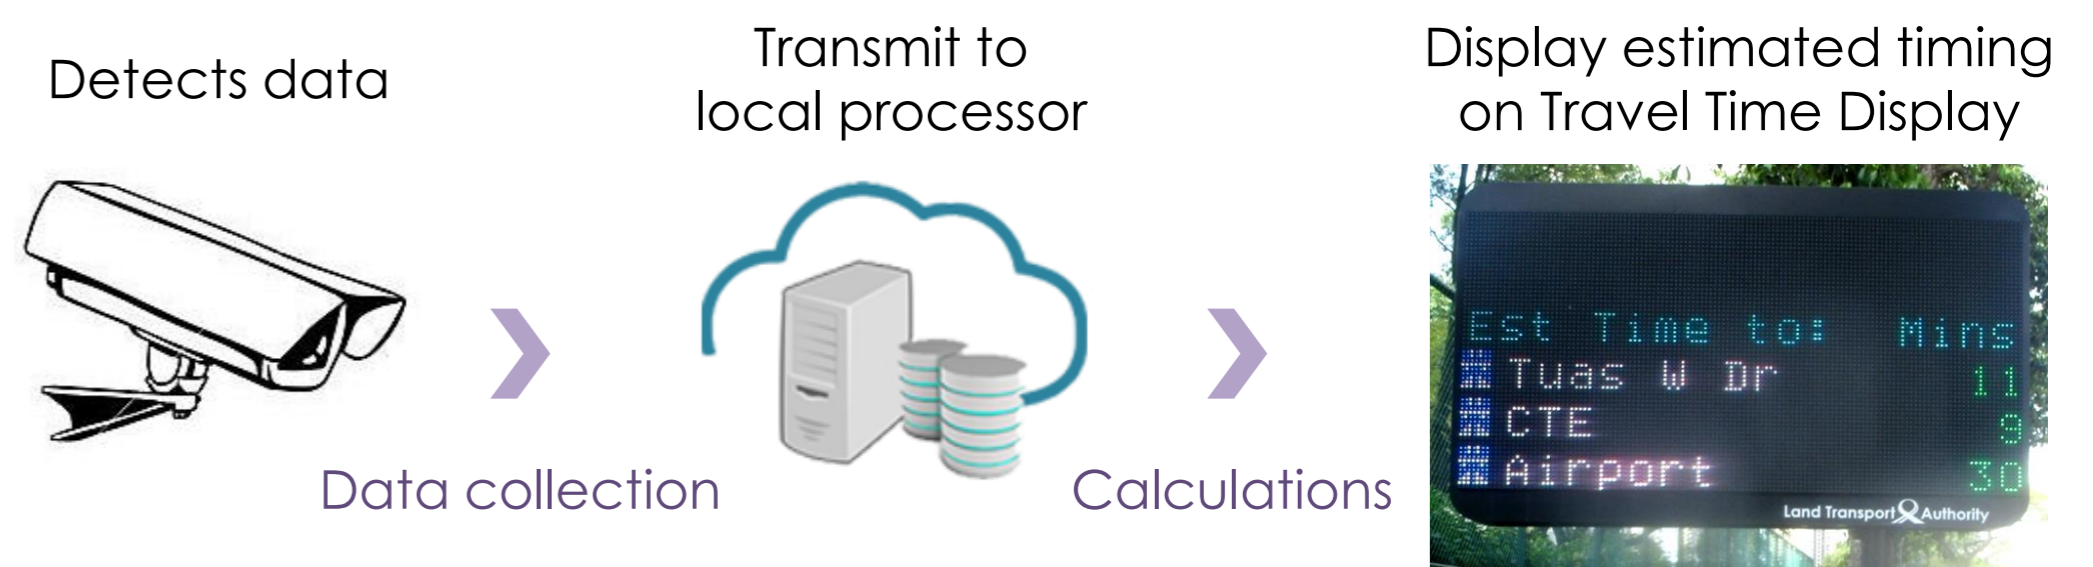 Detects data
Transmit to
local processor
Display estimated timing
on Travel Time Display
Data collection
Calculations
Est Time to: Mins
Tuas W Dr 11
CTE 9
Airport 30
Land Transport Authority